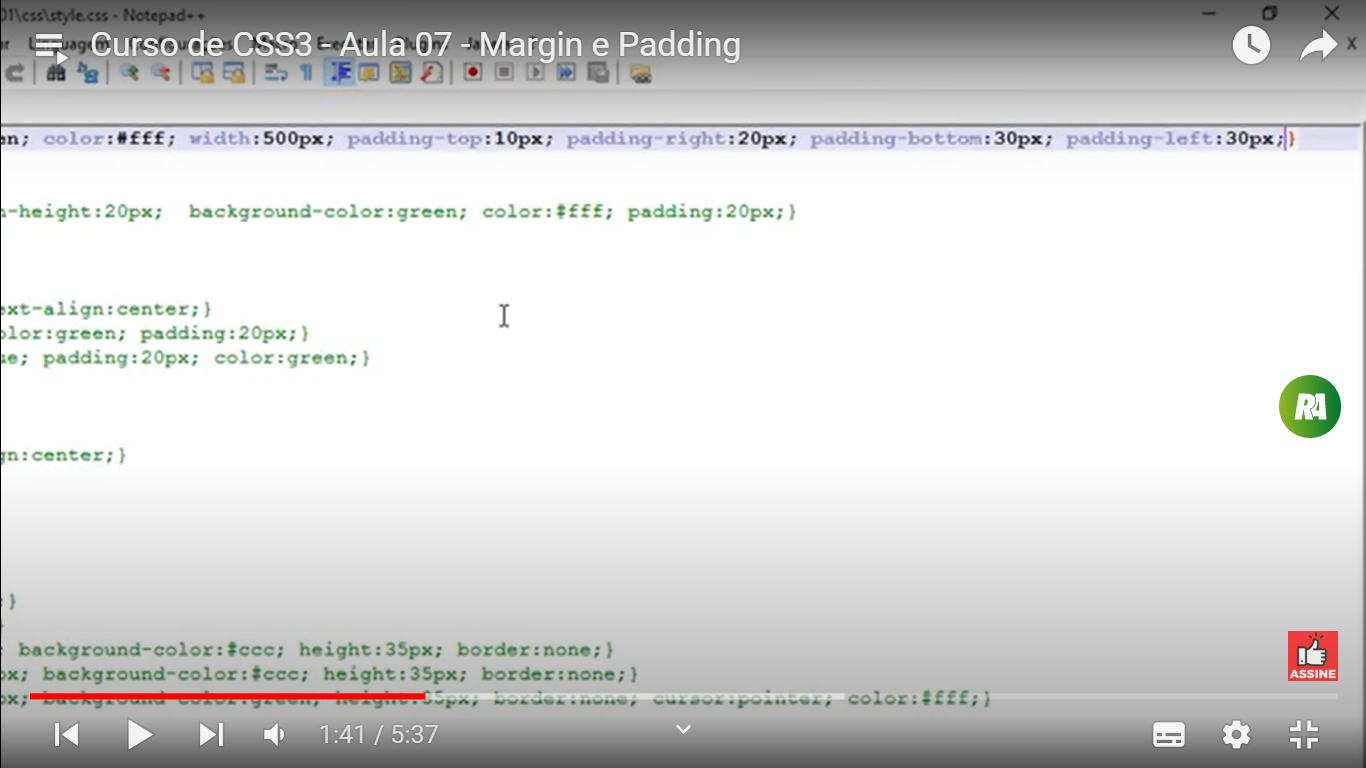 01\css\style.css - Notepad++
Curso de CSS3 - Aula 07 - Margin e Padding
en; color:#fff; width:500px; padding-top:10px; padding-right:20px; padding-bottom:30px; padding-left:30px;}
n-height:20px;  background-color:green; color:#fff; padding:20px;}
ext-align:center;}
olor:green; padding:20px;}
ue; padding:20px; color:green;}
gn:center;}
RA
;}
; background-color:#ccc; height:35px; border:none;}
px; background-color:#ccc; height:35px; border:none;}
ASSINE
px; background-color:green; height:35px; border:none; cursor:pointer; color:#fff;}
1:41 / 5:37